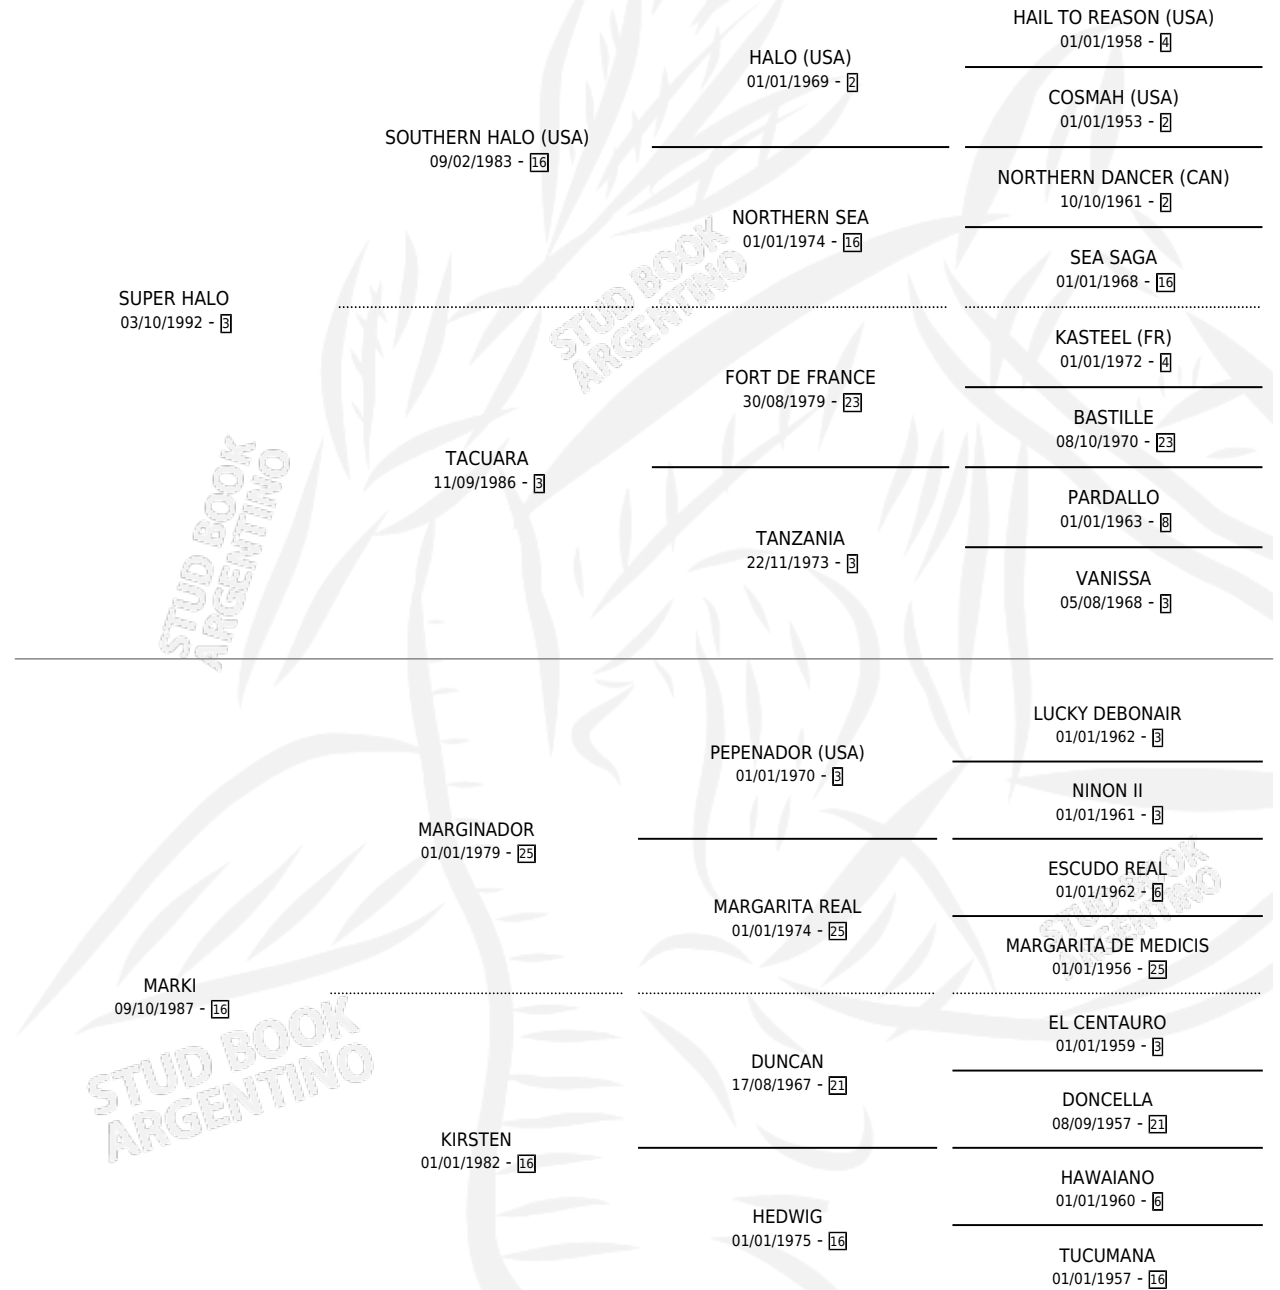 HAIL TO REASON (USA)
01/01/1958 - 4
HALO (USA)
01/01/1969 - 2
COSMAH (USA)
01/01/1953 - 2
SOUTHERN HALO (USA)
09/02/1983 - 16
NORTHERN DANCER (CAN)
10/10/1961 - 2
NORTHERN SEA
01/01/1974 - 16
SEA SAGA
01/01/1968 - 16
SUPER HALO
03/10/1992 - 3
STUD BOOK
ARGENTINO
KASTEEL (FR)
01/01/1972 - 4
FORT DE FRANCE
30/08/1979 - 23
BASTILLE
08/10/1970 - 23
TACUARA
11/09/1986 - 3
PARDALLO
01/01/1963 - 8
TANZANIA
22/11/1973 - 3
VANISSA
05/08/1968 - 3
STUD BOOK
ARGENTINO
LUCKY DEBONAIR
01/01/1962 - 3
PEPENADOR (USA)
01/01/1970 - 3
NINON II
01/01/1961 - 3
MARGINADOR
01/01/1979 - 25
ESCUDO REAL
01/01/1962 - 6
MARGARITA REAL
01/01/1974 - 25
MARGARITA DE MEDICIS
01/01/1956 - 25
STUD BOOK
ARGENTINO
MARKI
09/10/1987 - 16
EL CENTAURO
01/01/1959 - 3
DUNCAN
17/08/1967 - 21
DONCELLA
08/09/1957 - 21
STUD BOOK
ARGENTINO
KIRSTEN
01/01/1982 - 16
HAWAIANO
01/01/1960 - 6
HEDWIG
01/01/1975 - 16
TUCUMANA
01/01/1957 - 16